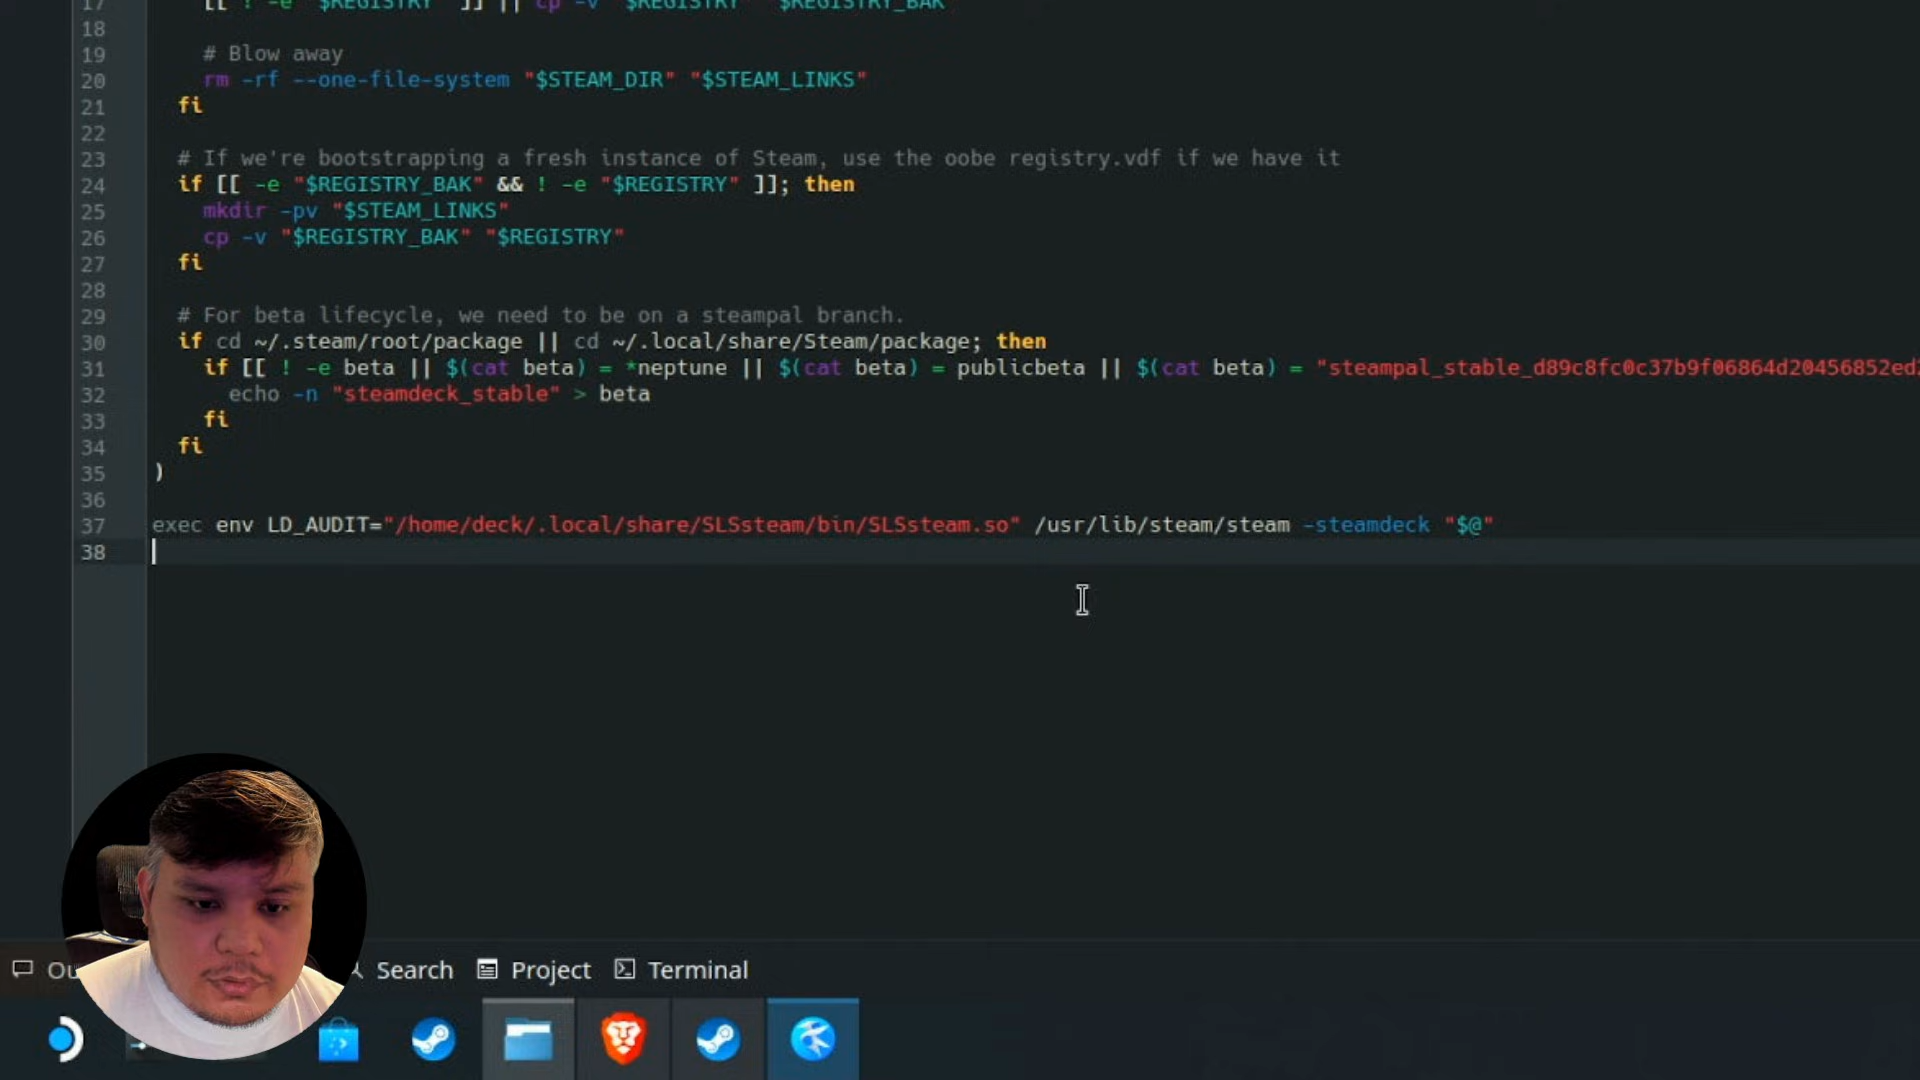 17 [[ ! -e "$REGISTRY" ]] || cp -v "$REGISTRY" "$REGISTRY_BAK"
18
19 # Blow away
20 rm -rf --one-file-system "$STEAM_DIR" "$STEAM_LINKS"
21 fi
22
23 # If we're bootstrapping a fresh instance of Steam, use the oobe registry.vdf if we have it
24 if [[ -e "$REGISTRY_BAK" && ! -e "$REGISTRY" ]]; then
25 mkdir -pv "$STEAM_LINKS"
26 cp -v "$REGISTRY_BAK" "$REGISTRY"
27 fi
28
29 # For beta lifecycle, we need to be on a steampal branch.
30 if cd ~/.steam/root/package || cd ~/.local/share/Steam/package; then
31 if [[ ! -e beta || $(cat beta) = *neptune || $(cat beta) = publicbeta || $(cat beta) = "steampal_stable_d89c8fc0c37b9f06864d20456852ed
32 echo -n "steamdeck_stable" > beta
33 fi
34 fi
35 )
36
37 exec env LD_AUDIT="/home/deck/.local/share/SLSsteam/bin/SLSsteam.so" /usr/lib/steam/steam -steamdeck "$@"
38
Search Project Terminal